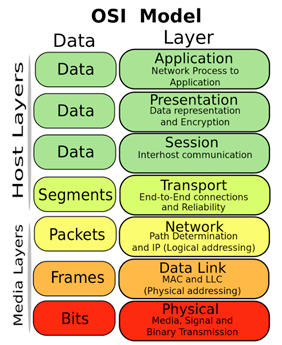 OSI Model
Data
Layer
Host Layers
Data
Application
Network Process to
Application
Data
Presentation
Data representation
and Encryption
Data
Session
Interhost communication
Segments
Transport
End-to-End connections
and Reliability
Media Layers
Packets
Network
Path Determination
and IP (Logical addressing)
Frames
Data Link
MAC and LLC
(Physical addressing)
Bits
Physical
Media, Signal and
Binary Transmission